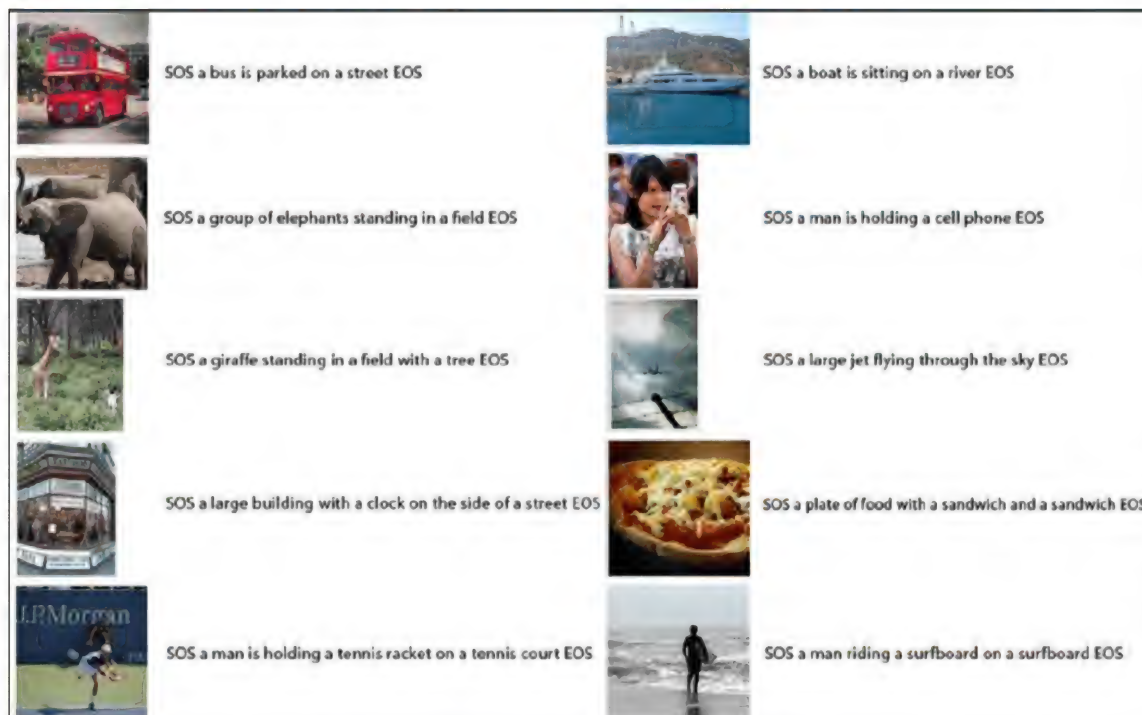 SOS a bus is parked on a street EOS
SOS a boat is sitting on a river EOS
SOS a group of elephants standing in a field EOS
SOS a man is holding a cell phone EOS
SOS a giraffe standing in a field with a tree EOS
SOS a large jet flying through the sky EOS
SOS a large building with a clock on the side of a street EOS
SOS a plate of food with a sandwich and a sandwich EOS
J.P.Morgan
SOS a man is holding a tennis racket on a tennis court EOS
SOS a man riding a surfboard on a surfboard EOS